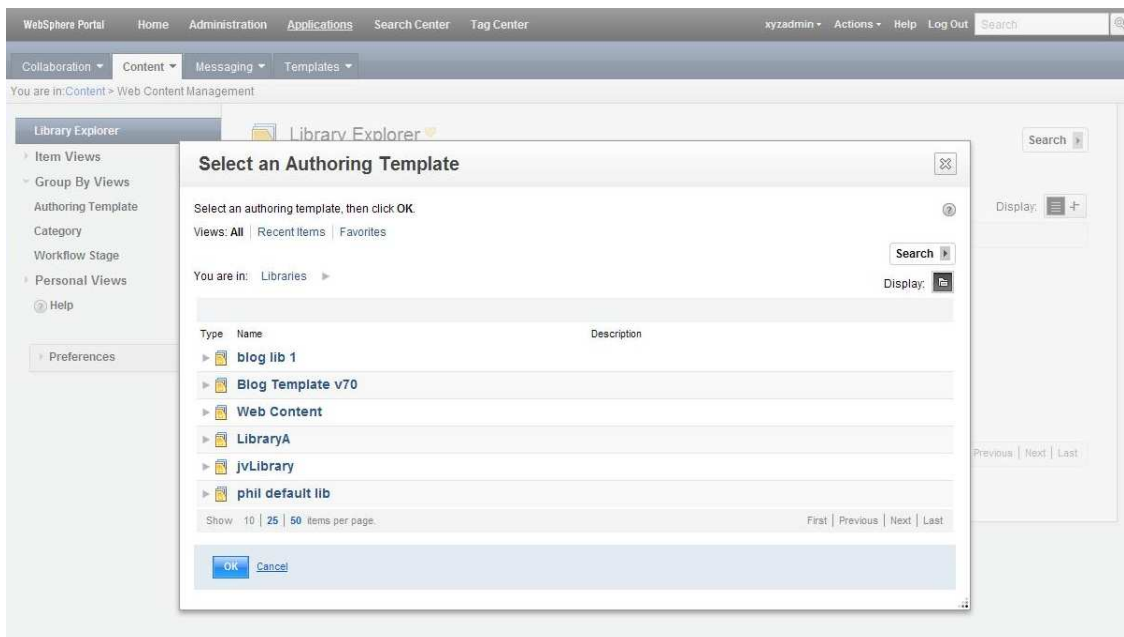 WebSphere Portal Home Administration Applications Search Center Tag Center xyzadmin Actions Help Log Out Search
Collaboration Content Messaging Templates
You are in:Content > Web Content Management
Library Explorer
Item Views
Group By Views
Authoring Template
Category
Workflow Stage
Personal Views
Help
Preferences
Library Explorer
Search
Display:
Previous | Next | Last
Select an Authoring Template
Select an authoring template, then click OK.
Views: All | Recent Items | Favorites
Search
You are in: Libraries
Display:
Type Name Description
blog lib 1
Blog Template v70
Web Content
LibraryA
jvLibrary
phil default lib
Show 10 | 25 | 50 items per page. First | Previous | Next | Last
OK Cancel